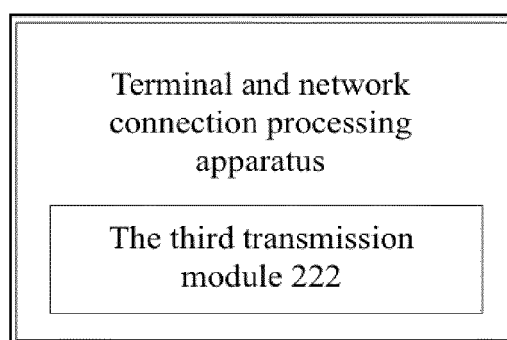 Terminal and network
connection processing
apparatus
The third transmission
module 222